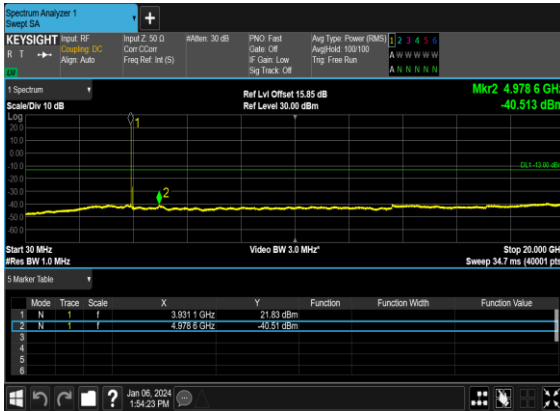 Spectrum Analyzer 1
Swept SA
+
KEYSIGHT
R T
Input: RF
Coupling: DC
Align: Auto
Input Z: 50 Ω
Corr CCorr
Freq Ref: Int (S)
#Atten: 30 dB
PNO: Fast
Gate: Off
IF Gain: Low
Sig Track: Off
Avg Type: Power (RMS)
Avg|Hold: 100/100
Trig: Free Run
1 2 3 4 5 6
A W W W W W
A N N N N N
1 Spectrum
Scale/Div 10 dB
Ref Lvl Offset 15.85 dB
Ref Level 30.00 dBm
Mkr2 4.978 6 GHz
-40.513 dBm
Log
20.0
10.0
0.00
-10.0
-20.0
-30.0
-40.0
-50.0
-60.0
1
2
DL1 -13.00 dBm
Start 30 MHz
#Res BW 1.0 MHz
Video BW 3.0 MHz*
Stop 20.000 GHz
Sweep 34.7 ms (40001 pts)
5 Marker Table
Mode Trace Scale X Y Function Function Width Function Value
1 N 1 f 3.931 1 GHz 21.83 dBm
2 N 1 f 4.978 6 GHz -40.51 dBm
3
4
5
6
?
Jan 06, 2024
1:54:23 PM